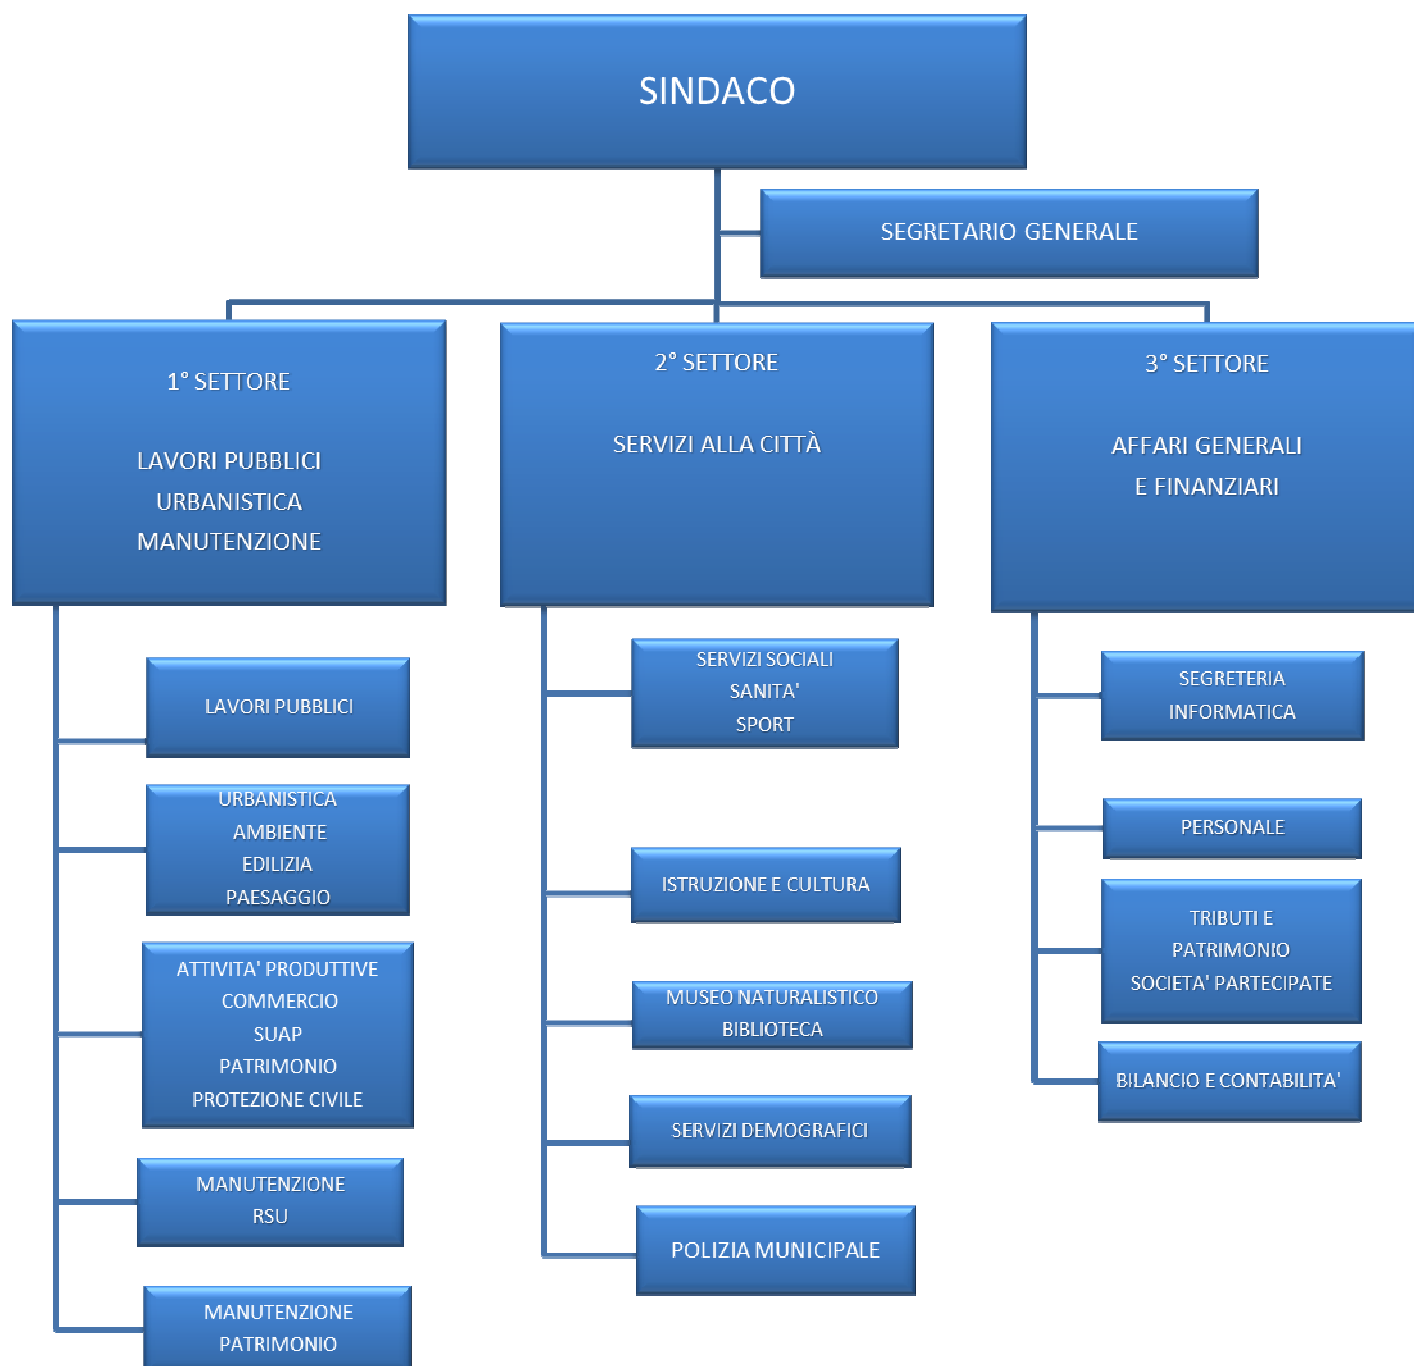 SINDACO
SEGRETARIO GENERALE
1° SETTORE
LAVORI PUBBLICI
URBANISTICA
MANUTENZIONE
2° SETTORE
SERVIZI ALLA CITTÀ
3° SETTORE
AFFARI GENERALI
E FINANZIARI
LAVORI PUBBLICI
URBANISTICA
AMBIENTE
EDILIZIA
PAESAGGIO
ATTIVITA' PRODUTTIVE
COMMERCIO
SUAP
PATRIMONIO
PROTEZIONE CIVILE
MANUTENZIONE
RSU
MANUTENZIONE
PATRIMONIO
SERVIZI SOCIALI
SANITA'
SPORT
ISTRUZIONE E CULTURA
MUSEO NATURALISTICO
BIBLIOTECA
SERVIZI DEMOGRAFICI
POLIZIA MUNICIPALE
SEGRETERIA
INFORMATICA
PERSONALE
TRIBUTI E
PATRIMONIO
SOCIETA' PARTECIPATE
BILANCIO E CONTABILITA'